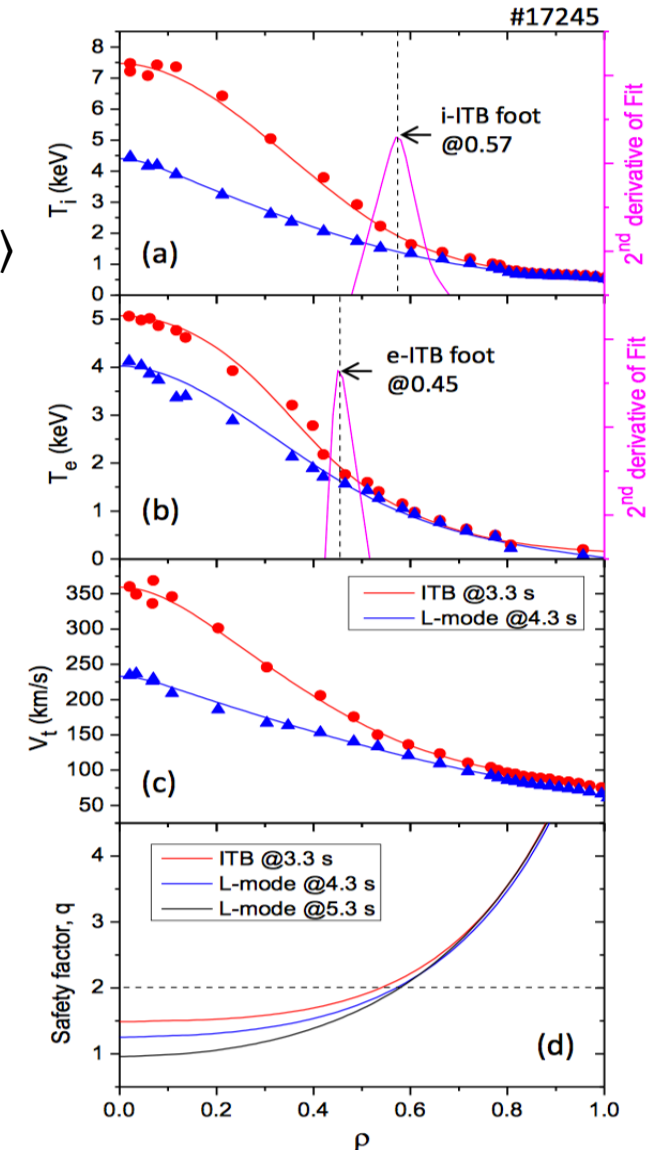 #17245
⟩
8
7
6
5
4
3
2
1
0
T_i (keV)
i-ITB foot
@0.57
2^nd derivative of Fit
(a)
5
4
3
2
1
0
T_e (keV)
e-ITB foot
@0.45
2^nd derivative of Fit
(b)
350
300
250
200
150
100
50
V_t (km/s)
ITB @3.3 s
L-mode @4.3 s
(c)
4
3
2
1
Safety factor, q
ITB @3.3 s
L-mode @4.3 s
L-mode @5.3 s
(d)
0.0 0.2 0.4 0.6 0.8 1.0
ρ